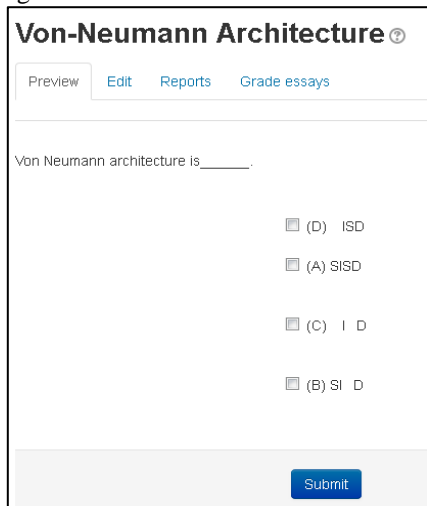 Von-Neumann Architecture
Preview Edit Reports Grade essays
Von Neumann architecture is______.
(D) ISD
(A) SISD
(C) I D
(B) SI D
Submit